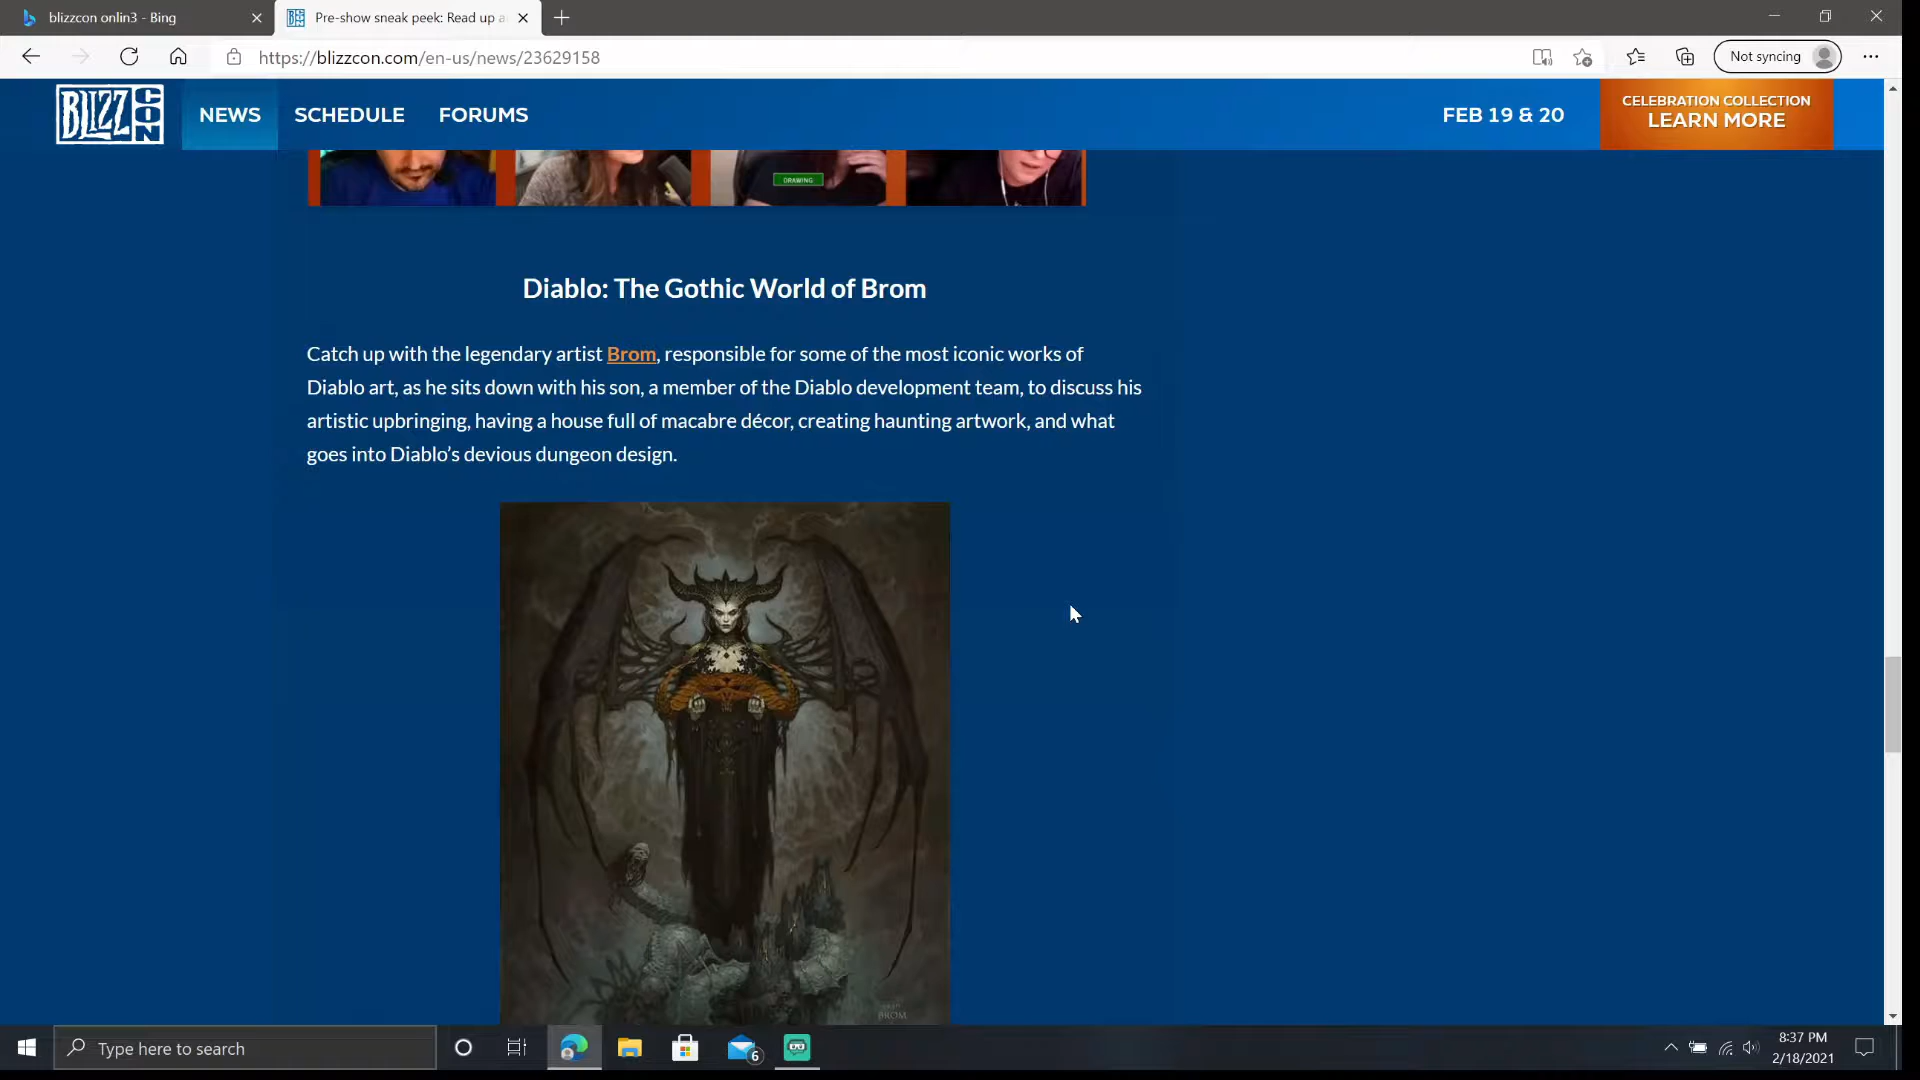 blizzcon onlin3 - Bing
Pre-show sneak peek: Read up a
https://blizzcon.com/en-us/news/23629158
Not syncing
BLIZZCON
NEWS
SCHEDULE
FORUMS
FEB 19 & 20
CELEBRATION COLLECTION
LEARN MORE
DRAWING
Diablo: The Gothic World of Brom
Catch up with the legendary artist Brom, responsible for some of the most iconic works of
Diablo art, as he sits down with his son, a member of the Diablo development team, to discuss his
artistic upbringing, having a house full of macabre décor, creating haunting artwork, and what
goes into Diablo’s devious dungeon design.
BROM
Type here to search
6
8:37 PM
2/18/2021